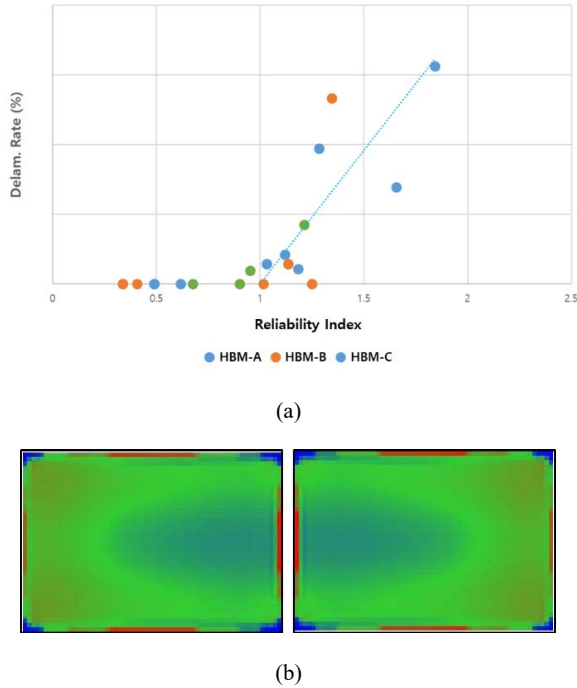 Delam. Rate (%)
0 0.5 1 1.5 2 2.5
Reliability Index
HBM-A HBM-B HBM-C
(a)
(b)